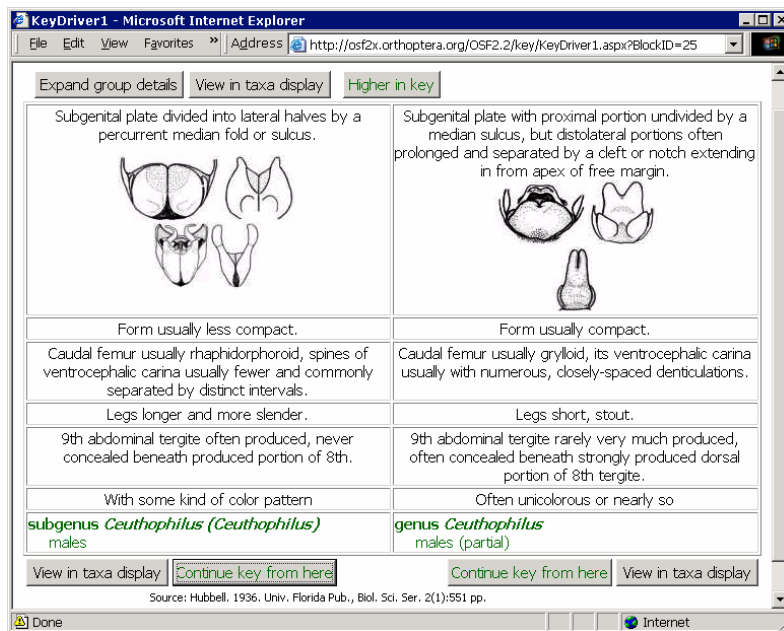 KeyDriver1 - Microsoft Internet Explorer
File Edit View Favorites » Address http://osf2x.orthoptera.org/OSF2.2/key/KeyDriver1.aspx?BlockID=25
Expand group details View in taxa display Higher in key
Subgenital plate divided into lateral halves by a
percurrent median fold or sulcus.
Subgenital plate with proximal portion undivided by a
median sulcus, but distolateral portions often
prolonged and separated by a cleft or notch extending
in from apex of free margin.
Form usually less compact.
Form usually compact.
Caudal femur usually rhaphidorphoroid, spines of
ventrocephalic carina usually fewer and commonly
separated by distinct intervals.
Caudal femur usually grylloid, its ventrocephalic carina
usually with numerous, closely-spaced denticulations.
Legs longer and more slender.
Legs short, stout.
9th abdominal tergite often produced, never
concealed beneath produced portion of 8th.
9th abdominal tergite rarely very much produced,
often concealed beneath strongly produced dorsal
portion of 8th tergite.
With some kind of color pattern
Often unicolorous or nearly so
subgenus Ceuthophilus (Ceuthophilus)
males
genus Ceuthophilus
males (partial)
View in taxa display Continue key from here Continue key from here View in taxa display
Source: Hubbell. 1936. Univ. Florida Pub., Biol. Sci. Ser. 2(1):551 pp.
Done Internet